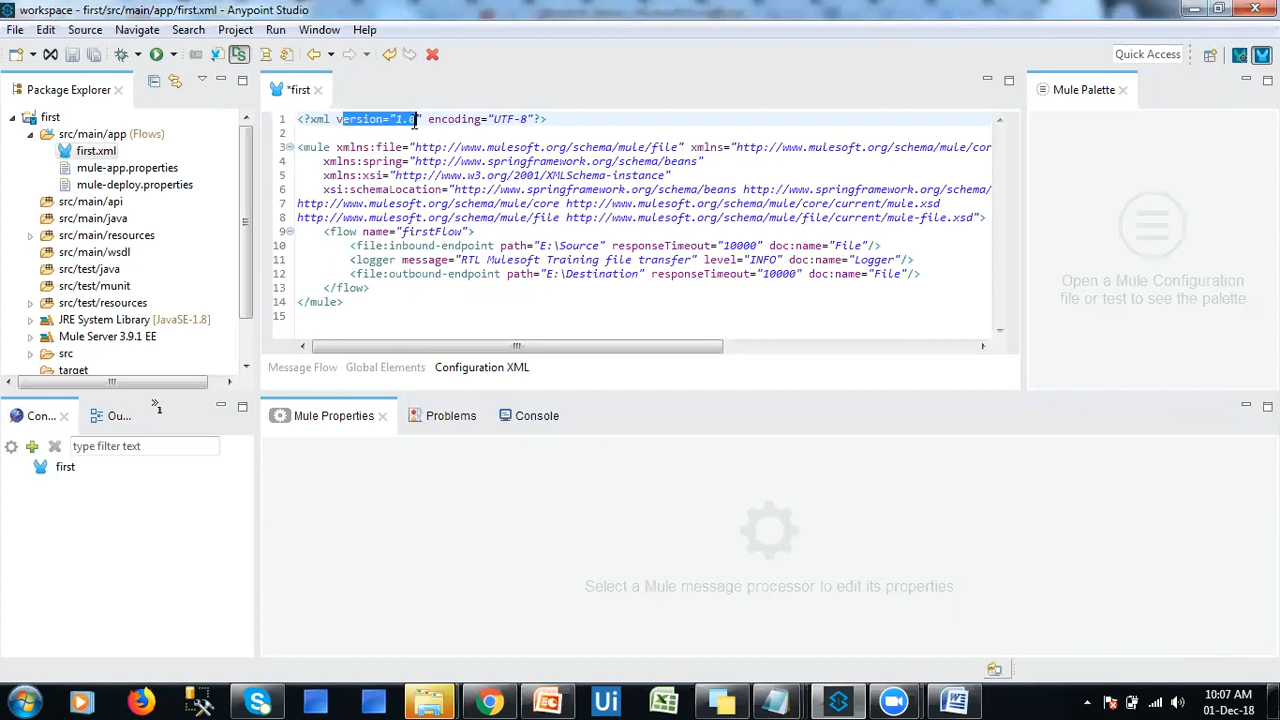 workspace - first/src/main/app/first.xml - Anypoint Studio
File Edit Source Navigate Search Project Run Window Help
Quick Access
Package Explorer
first
src/main/app (Flows)
first.xml
mule-app.properties
mule-deploy.properties
src/main/api
src/main/java
src/main/resources
src/main/wsdl
src/test/java
src/test/munit
src/test/resources
JRE System Library [JavaSE-1.8]
Mule Server 3.9.1 EE
src
target
*first
1 <?xml version="1.0" encoding="UTF-8"?>
2
3 <mule xmlns:file="http://www.mulesoft.org/schema/mule/file" xmlns="http://www.mulesoft.org/schema/mule/cor
4 xmlns:spring="http://www.springframework.org/schema/beans"
5 xmlns:xsi="http://www.w3.org/2001/XMLSchema-instance"
6 xsi:schemaLocation="http://www.springframework.org/schema/beans http://www.springframework.org/schema/
7 http://www.mulesoft.org/schema/mule/core http://www.mulesoft.org/schema/mule/core/current/mule.xsd
8 http://www.mulesoft.org/schema/mule/file http://www.mulesoft.org/schema/mule/file/current/mule-file.xsd">
9 <flow name="firstFlow">
10 <file:inbound-endpoint path="E:\Source" responseTimeout="10000" doc:name="File"/>
11 <logger message="RTL Mulesoft Training file transfer" level="INFO" doc:name="Logger"/>
12 <file:outbound-endpoint path="E:\Destination" responseTimeout="10000" doc:name="File"/>
13 </flow>
14 </mule>
15
Message Flow Global Elements Configuration XML
Mule Palette
Open a Mule Configuration
file or test to see the palette
Con... Ou... 1
type filter text
first
Mule Properties Problems Console
Select a Mule message processor to edit its properties
Ui
10:07 AM
01-Dec-18